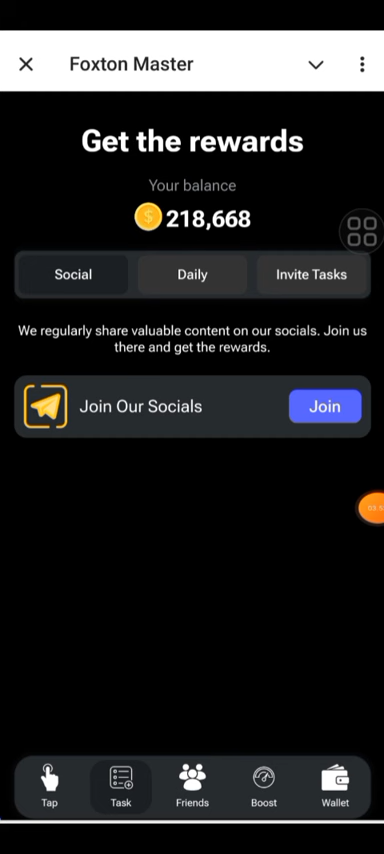 Foxton Master
Get the rewards
Your balance
218,668
Social
Daily
Invite Tasks
We regularly share valuable content on our socials. Join us
there and get the rewards.
Join Our Socials
Join
Tap
Task
Friends
Boost
Wallet